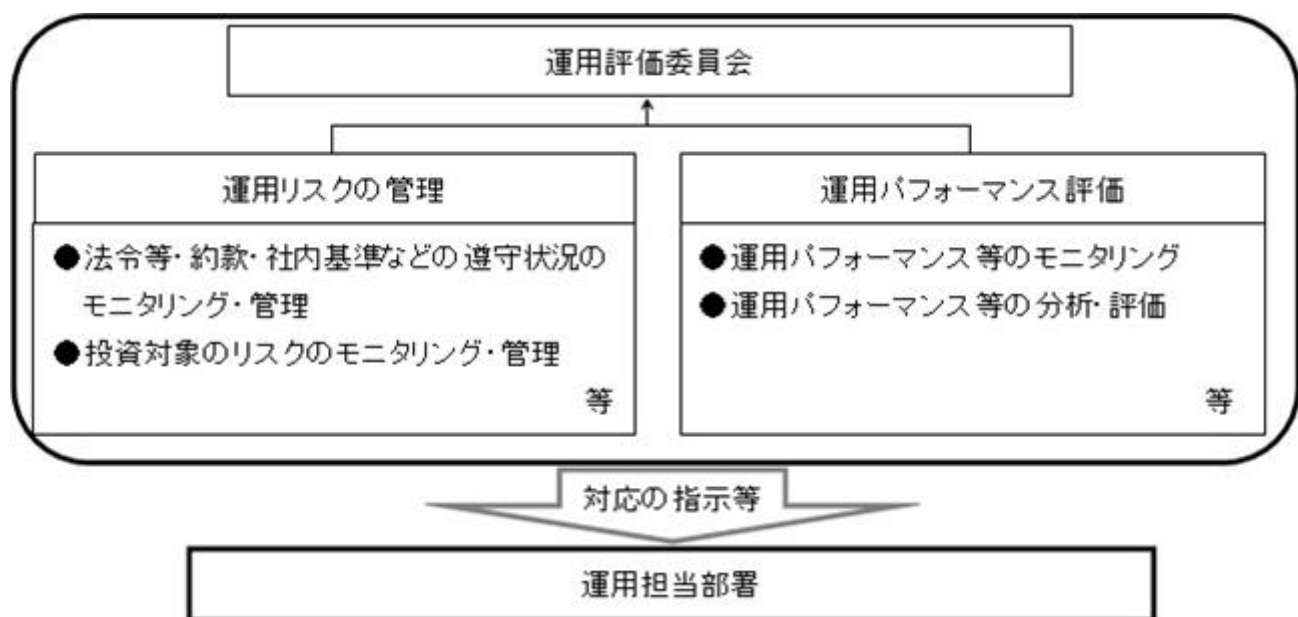 運用評価委員会
運用リスクの管理
●法令等・約款・社内基準などの遵守状況の
モニタリング・管理
●投資対象のリスクのモニタリング・管理
等
運用パフォーマンス評価
●運用パフォーマンス等のモニタリング
●運用パフォーマンス等の分析・評価
等
対応の指示等
運用担当部署